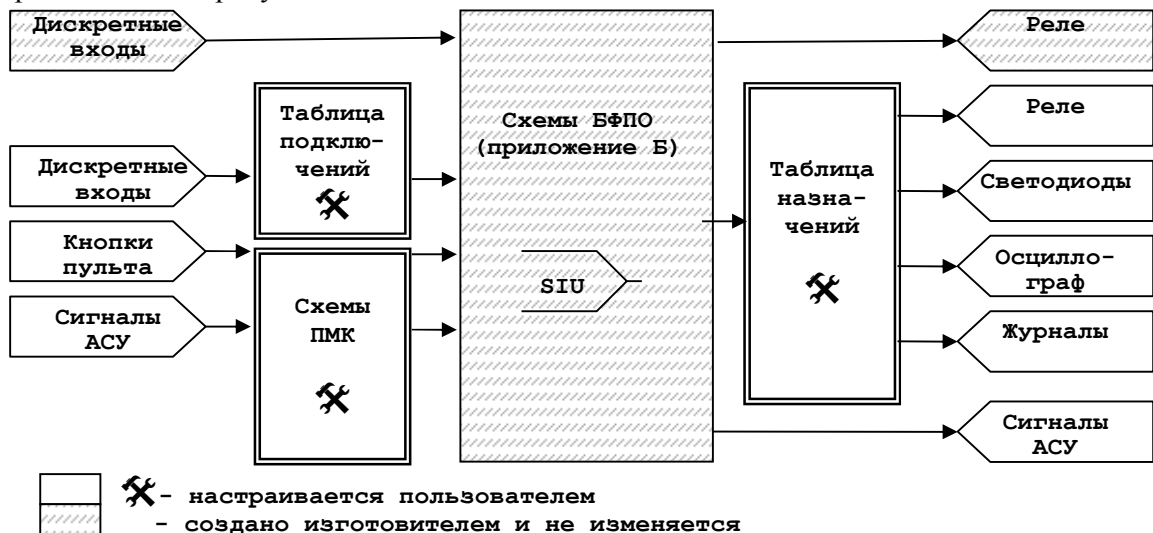 Дискретные
входы
Таблица
подклю-
чений
Дискретные
входы
Кнопки
пульта
Сигналы
АСУ
Схемы
ПМК
Схемы БФПО
(приложение Б)
SIU
Таблица
назна-
чений
Реле
Реле
Светодиоды
Осцилло-
граф
Журналы
Сигналы
АСУ
- настраивается пользователем
- создано изготовителем и не изменяется